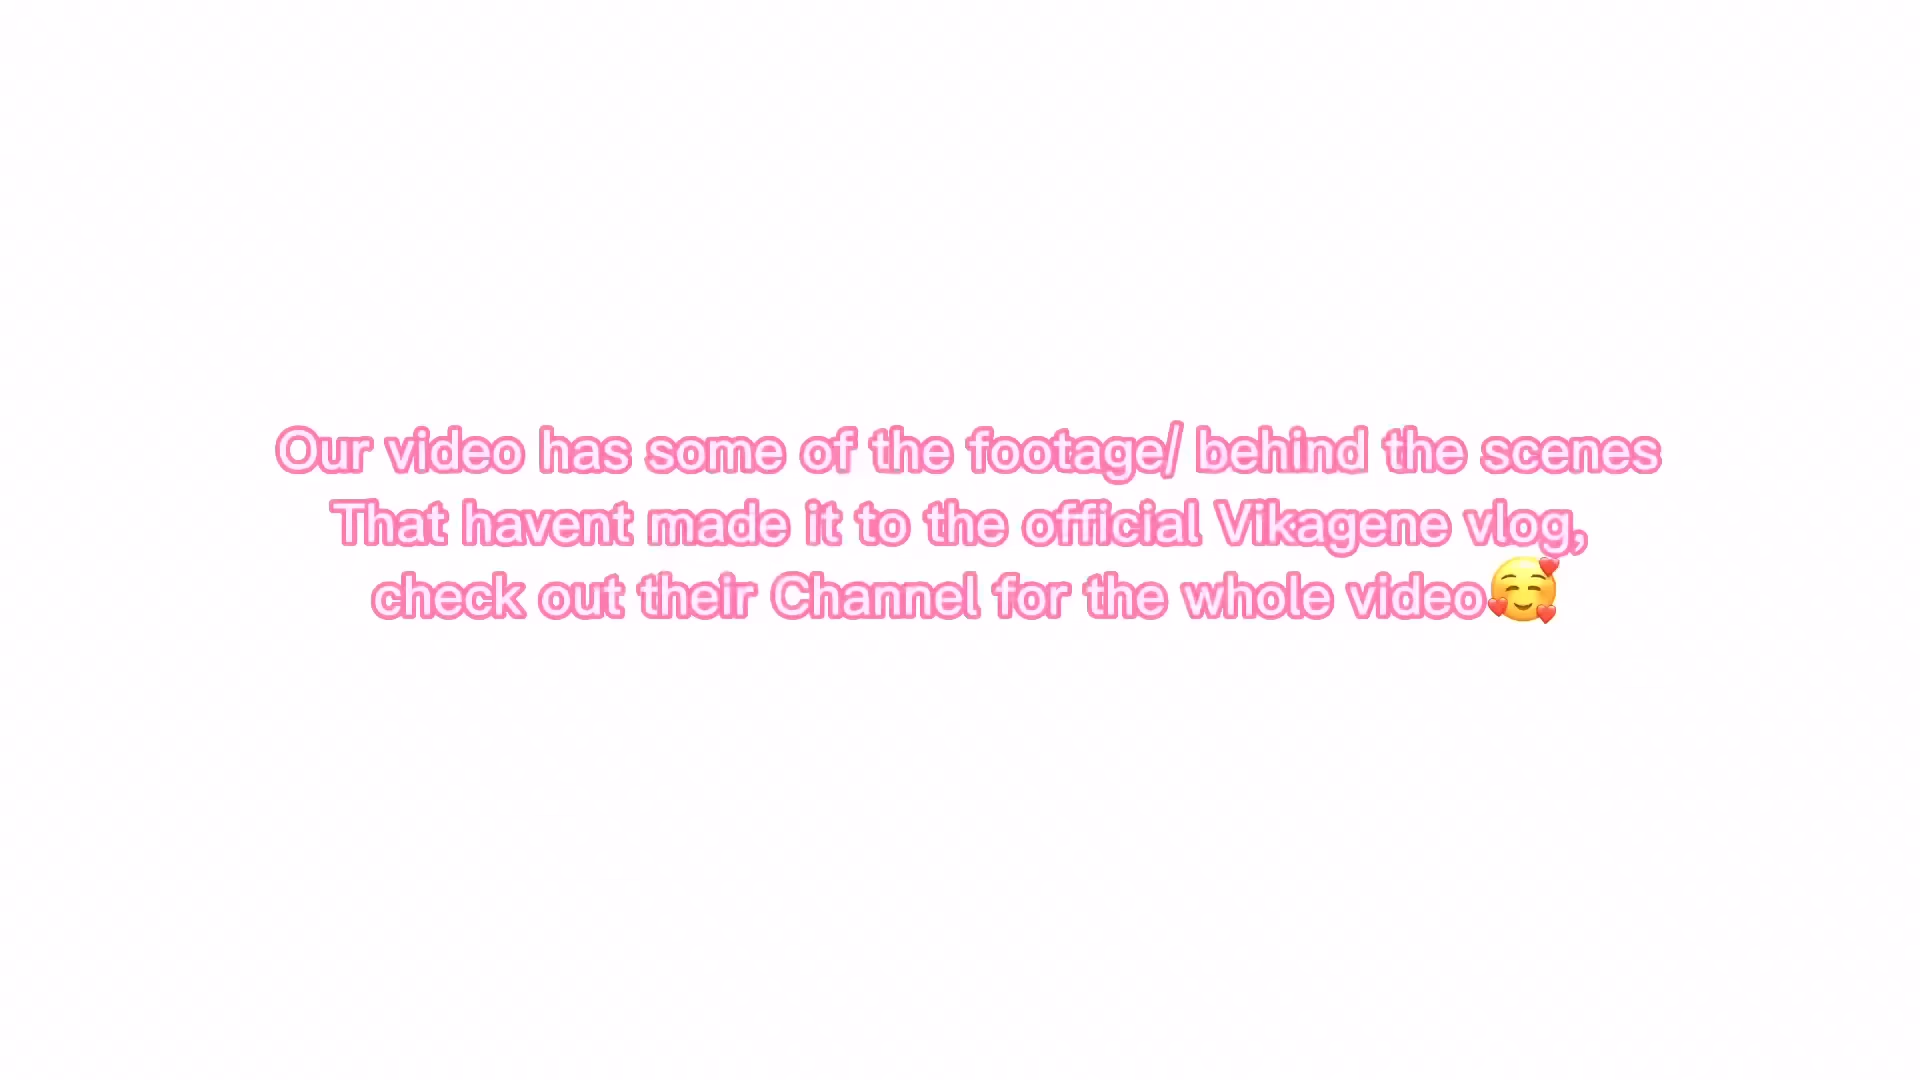 Our video has some of the footage/ behind the scenes
That havent made it to the official Vikagene vlog,
check out their Channel for the whole video🥰